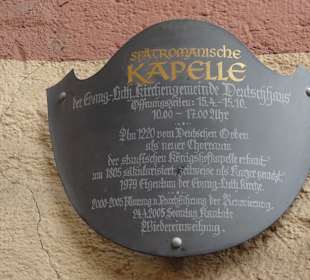 Spätromanische
KAPELLE
der Evang.-Luth. Kirchengemeinde Deutschhaus
Öffnungszeiten: 15.4.-15.10.
10.00 - 17.00 Uhr
Um 1220 vom Deutschen Orden
als neuer Chorraum
der staufischen Königshofkapelle erbaut
um 1805 säkularisiert, zeitweise als Kerker genutzt
1979 Eigentum der Evang.-Luth. Kirche.
2000-2005 Planung u. Durchführung der Renovierung.
24.4.2005 Sonntag Kantate
Wiedereinweihung.